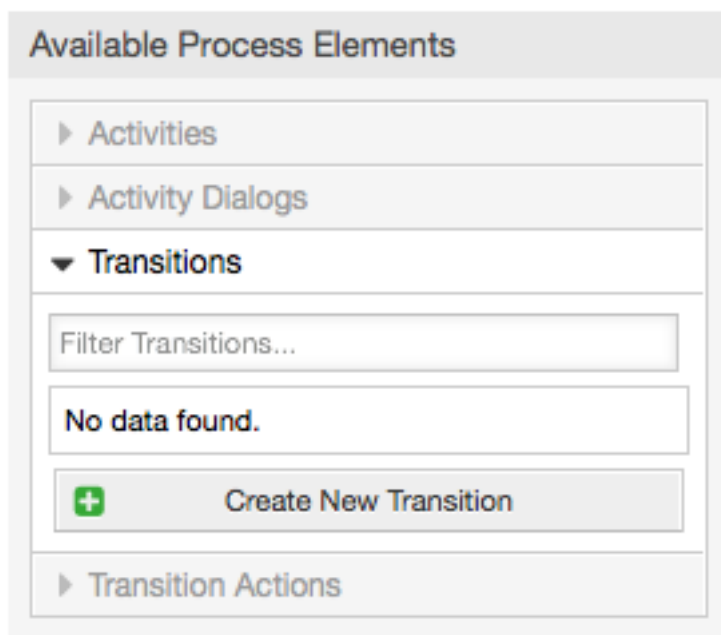 Available Process Elements
Activities
Activity Dialogs
Transitions
Filter Transitions...
No data found.
Create New Transition
Transition Actions